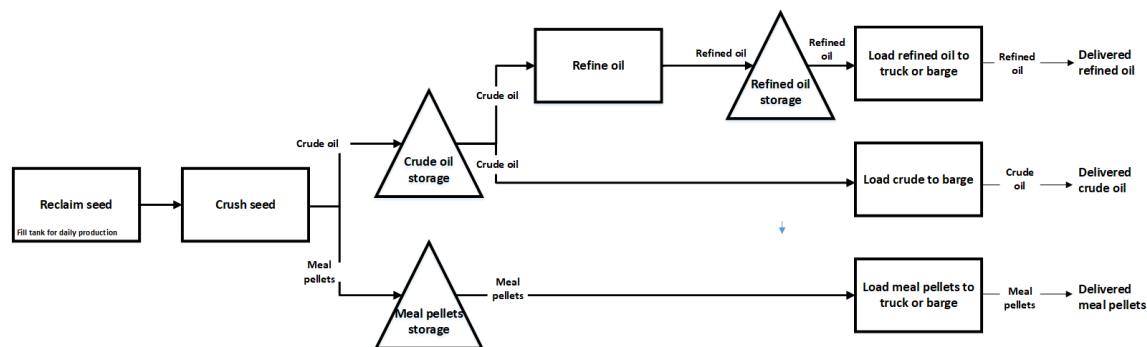 Refined oil
Refine oil
Refined
oil
Refined oil
storage
Load refined oil to
truck or barge
Refined
oil
Delivered
refined oil
Crude oil
Crude oil
Crude oil
storage
Crude oil
Load crude to barge
Crude
oil
Delivered
crude oil
Reclaim seed
Fill tank for daily production
Crush seed
Meal
pellets
Meal pellets
storage
Meal
pellets
Load meal pellets to
truck or barge
Meal
pellets
Delivered
meal pellets